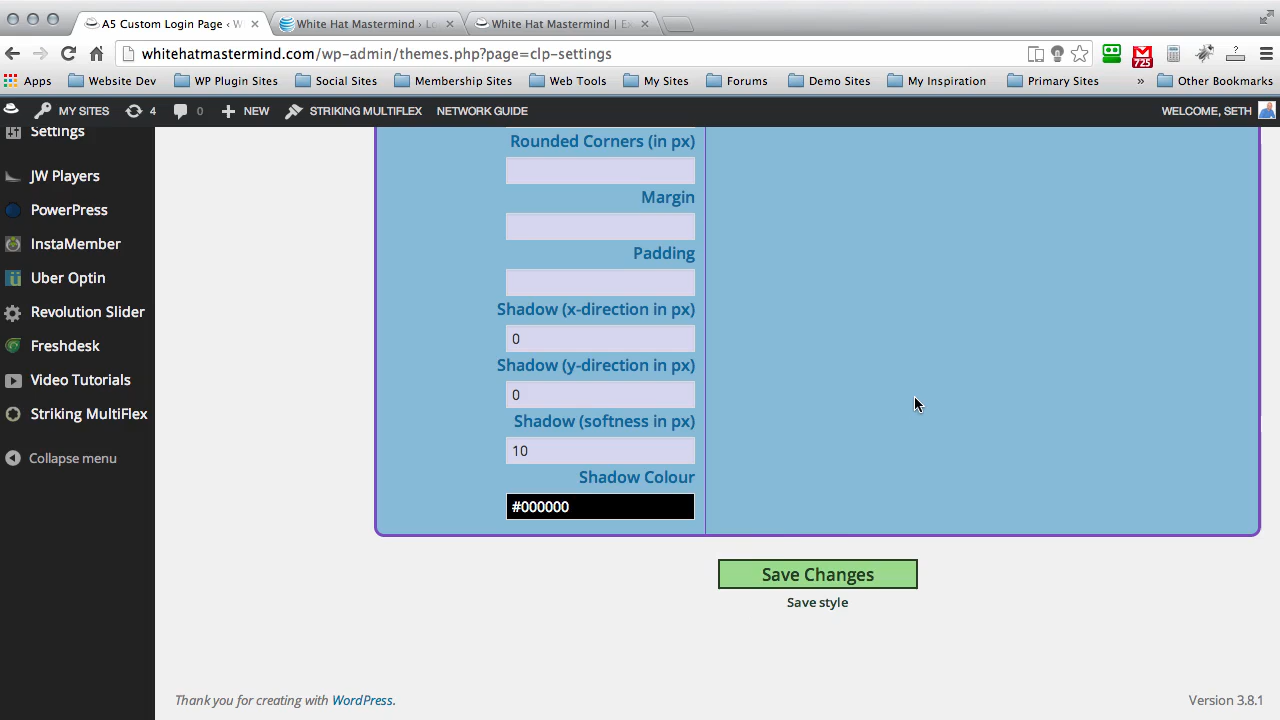 A5 Custom Login Page ‹ W
White Hat Mastermind › Lo
White Hat Mastermind | Ex
whitehatmastermind.com/wp-admin/themes.php?page=clp-settings
725
Apps
Website Dev
WP Plugin Sites
Social Sites
Membership Sites
Web Tools
My Sites
Forums
Demo Sites
My Inspiration
Primary Sites
»
Other Bookmarks
MY SITES
4
0
NEW
STRIKING MULTIFLEX
NETWORK GUIDE
WELCOME, SETH
Settings
JW Players
PowerPress
InstaMember
Uber Optin
Revolution Slider
Freshdesk
Video Tutorials
Striking MultiFlex
Collapse menu
Rounded Corners (in px)
Margin
Padding
Shadow (x-direction in px)
0
Shadow (y-direction in px)
0
Shadow (softness in px)
10
Shadow Colour
#000000
Save Changes
Save style
Thank you for creating with WordPress.
Version 3.8.1